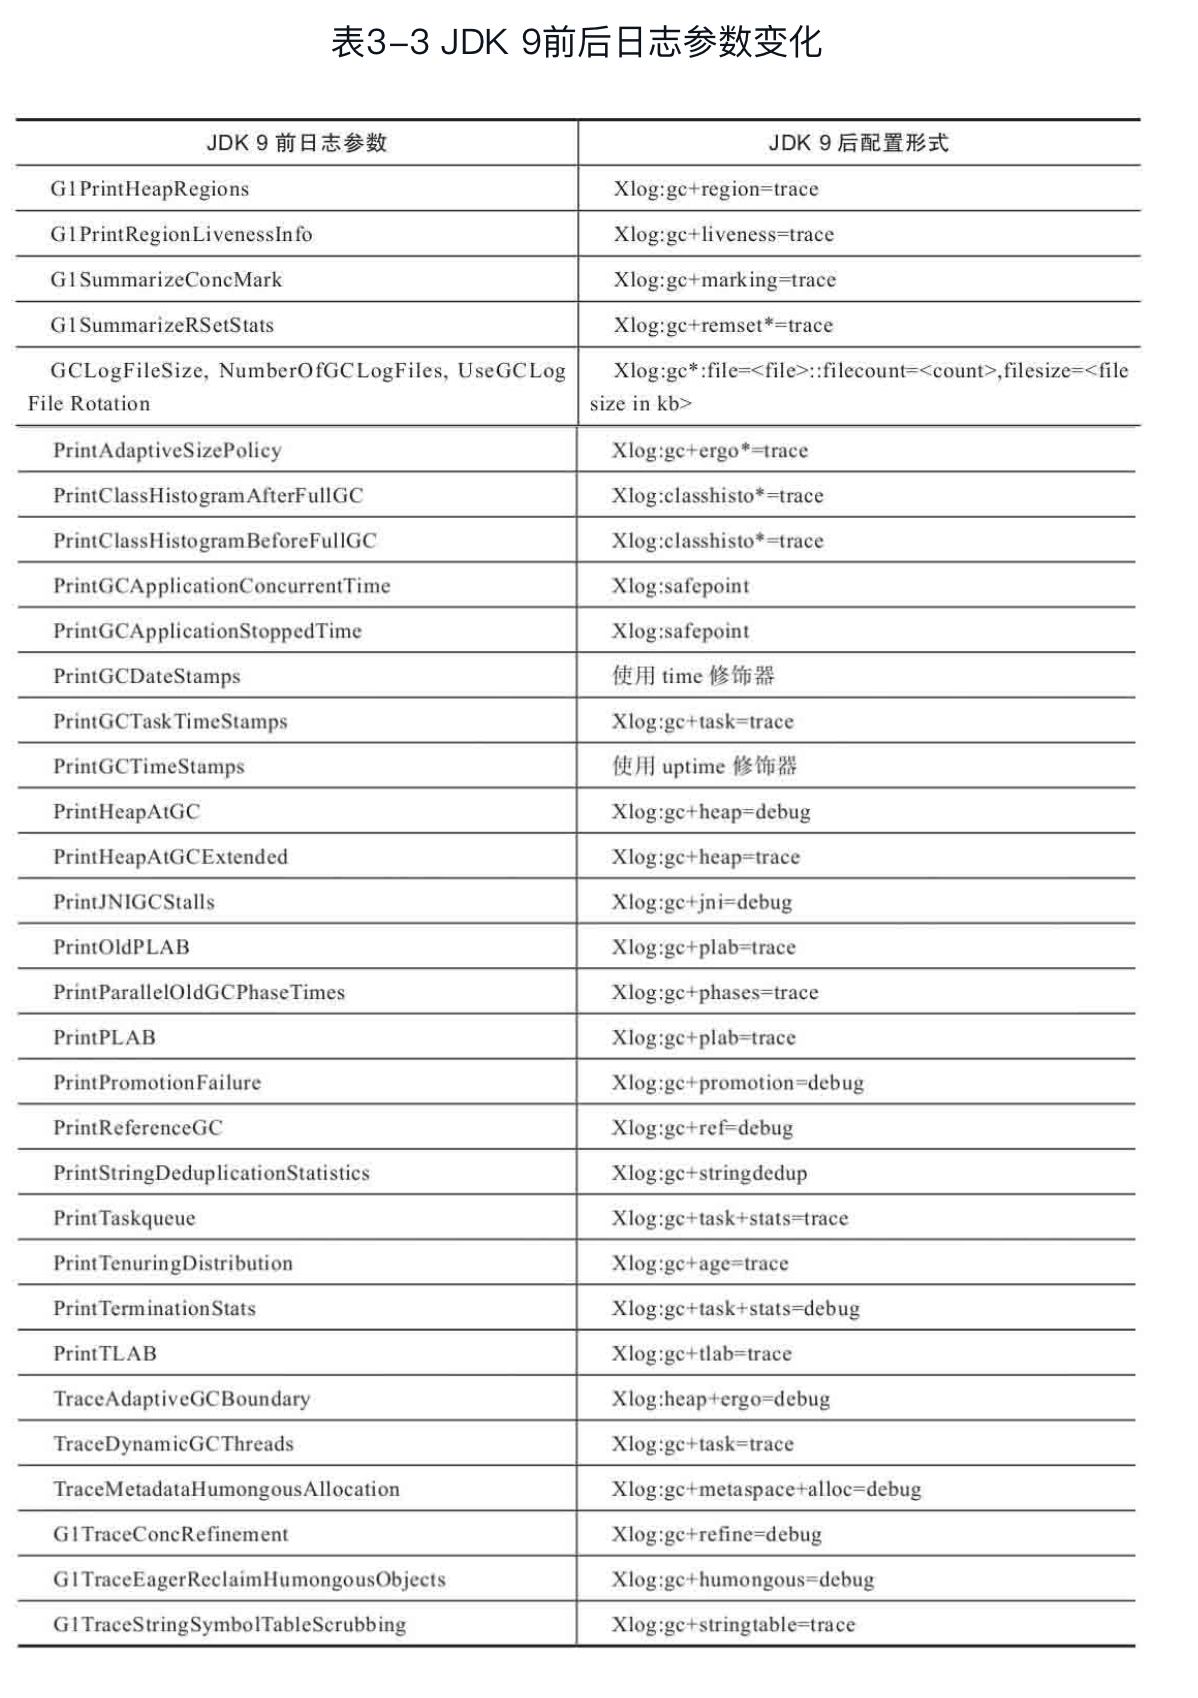 表3-3 JDK 9前后日志参数变化
JDK 9 前日志参数 JDK 9 后配置形式
G1PrintHeapRegions Xlog:gc+region=trace
G1PrintRegionLivenessInfo Xlog:gc+liveness=trace
G1SummarizeConcMark Xlog:gc+marking=trace
G1SummarizeRSetStats Xlog:gc+remset*=trace
GCLogFileSize, NumberOfGCLogFiles, UseGCLog Xlog:gc*:file=<file>::filecount=<count>,filesize=<file
File Rotation size in kb>
PrintAdaptiveSizePolicy Xlog:gc+ergo*=trace
PrintClassHistogramAfterFullGC Xlog:classhisto*=trace
PrintClassHistogramBeforeFullGC Xlog:classhisto*=trace
PrintGCApplicationConcurrentTime Xlog:safepoint
PrintGCApplicationStoppedTime Xlog:safepoint
PrintGCDateStamps 使用 time 修饰器
PrintGCTaskTimeStamps Xlog:gc+task=trace
PrintGCTimeStamps 使用 uptime 修饰器
PrintHeapAtGC Xlog:gc+heap=debug
PrintHeapAtGCExtended Xlog:gc+heap=trace
PrintJNIGCStalls Xlog:gc+jni=debug
PrintOldPLAB Xlog:gc+plab=trace
PrintParallelOldGCPhaseTimes Xlog:gc+phases=trace
PrintPLAB Xlog:gc+plab=trace
PrintPromotionFailure Xlog:gc+promotion=debug
PrintReferenceGC Xlog:gc+ref=debug
PrintStringDeduplicationStatistics Xlog:gc+stringdedup
PrintTaskqueue Xlog:gc+task+stats=trace
PrintTenuringDistribution Xlog:gc+age=trace
PrintTerminationStats Xlog:gc+task+stats=debug
PrintTLAB Xlog:gc+tlab=trace
TraceAdaptiveGCBoundary Xlog:heap+ergo=debug
TraceDynamicGCThreads Xlog:gc+task=trace
TraceMetadataHumongousAllocation Xlog:gc+metaspace+alloc=debug
G1TraceConcRefinement Xlog:gc+refine=debug
G1TraceEagerReclaimHumongousObjects Xlog:gc+humongous=debug
G1TraceStringSymbolTableScrubbing Xlog:gc+stringtable=trace